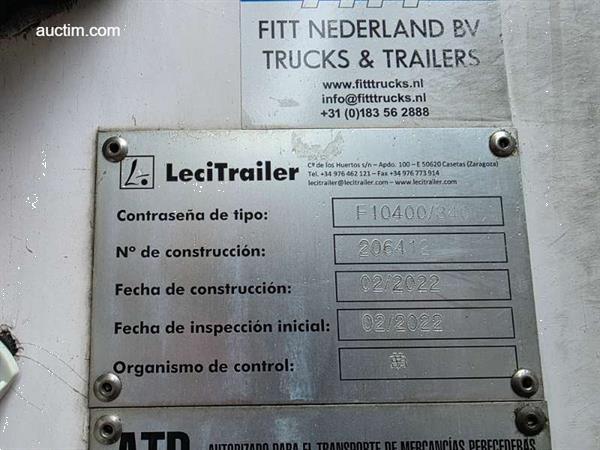 auctim.com
FITT NEDERLAND BV
TRUCKS & TRAILERS
www.fitttrucks.nl
info@fitttrucks.nl
+31 (0)183 56 2888
LeciTrailer
Cª de los Huertos s/n – Apdo. 100 – E 50620 Casetas (Zaragoza)
Tel. +34 976 462 121 – Fax +34 976 773 914
lecitrailer@lecitrailer.com – www.lecitrailer.com
Contraseña de tipo:
Nº de construcción: 206412
Fecha de construcción: 02/2022
Fecha de inspección inicial: 02/2022
Organismo de control:
ATP AUTORIZADO PARA EL TRANSPORTE DE MERCANCÍAS PERECEDERAS